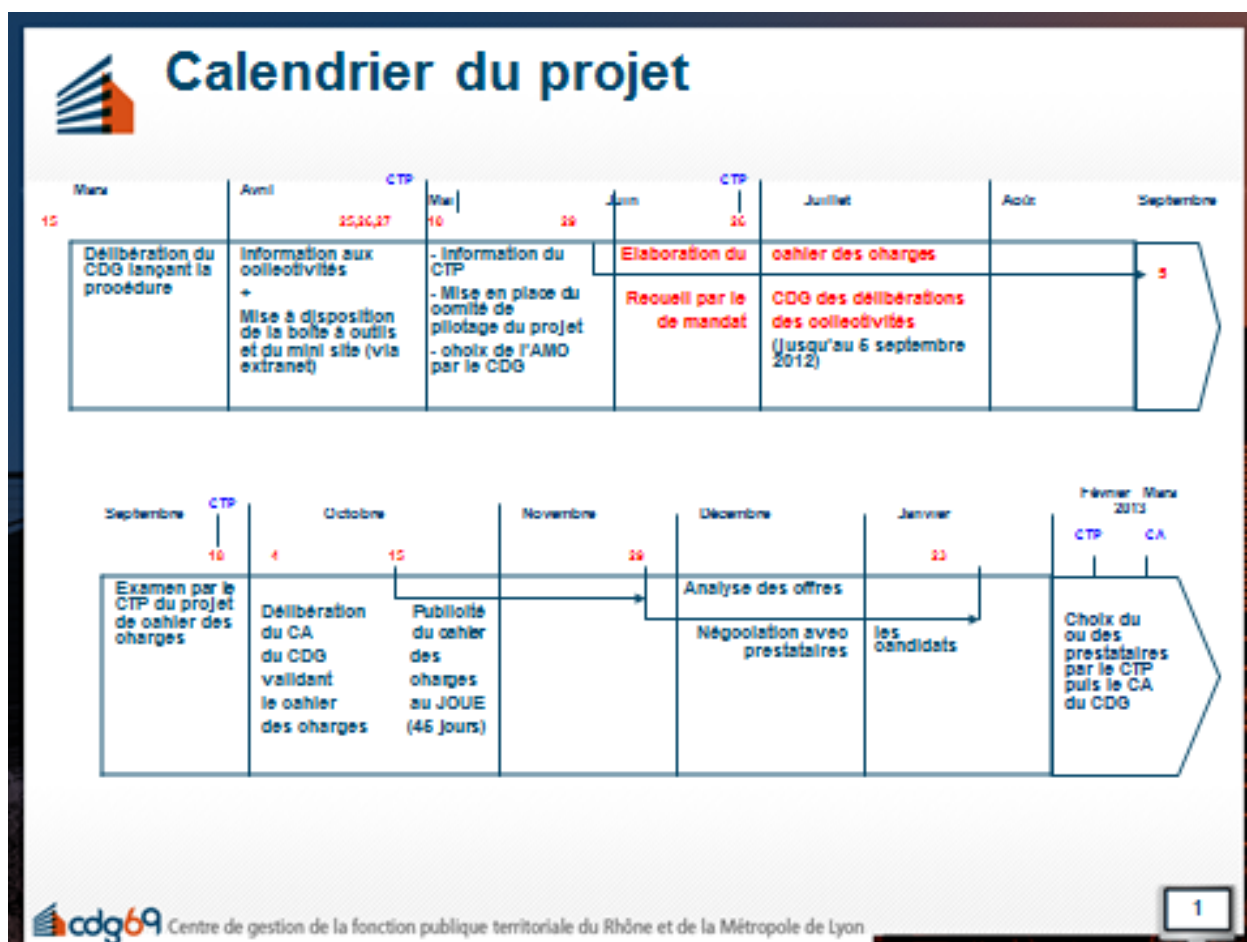 Calendrier du projet
CTP
CTP
Mars
Avril
Mai
Juin
Juillet
Août
Septembre
15
25,26,27
10
29
26
Délibération du
CDG lançant la
procédure
Information aux
collectivités
+
Mise à disposition
de la boîte à outils
et du mini site (via
extranet)
- Information du
CTP
- Mise en place du
comité de
pilotage du projet
- choix de l'AMO
par le CDG
Elaboration du cahier des charges
Recueil par le CDG des délibérations
de mandat des collectivités
(jusqu'au 5 septembre
2012)
5
Septembre
CTP
Octobre
Novembre
Décembre
Janvier
Février Mars
2013
CTP
CA
4
15
Examen par le
CTP du projet
de cahier des
charges
Délibération
du CA
du CDG
validant
le cahier
des charges
Publicité
du cahier
des
charges
au JOUE
(45 jours)
Analyse des offres
Négociation avec les
prestataires candidats
Choix du
ou des
prestataires
par le CTP
puis le CA
du CDG
cdg69 Centre de gestion de la fonction publique territoriale du Rhône et de la Métropole de Lyon
1